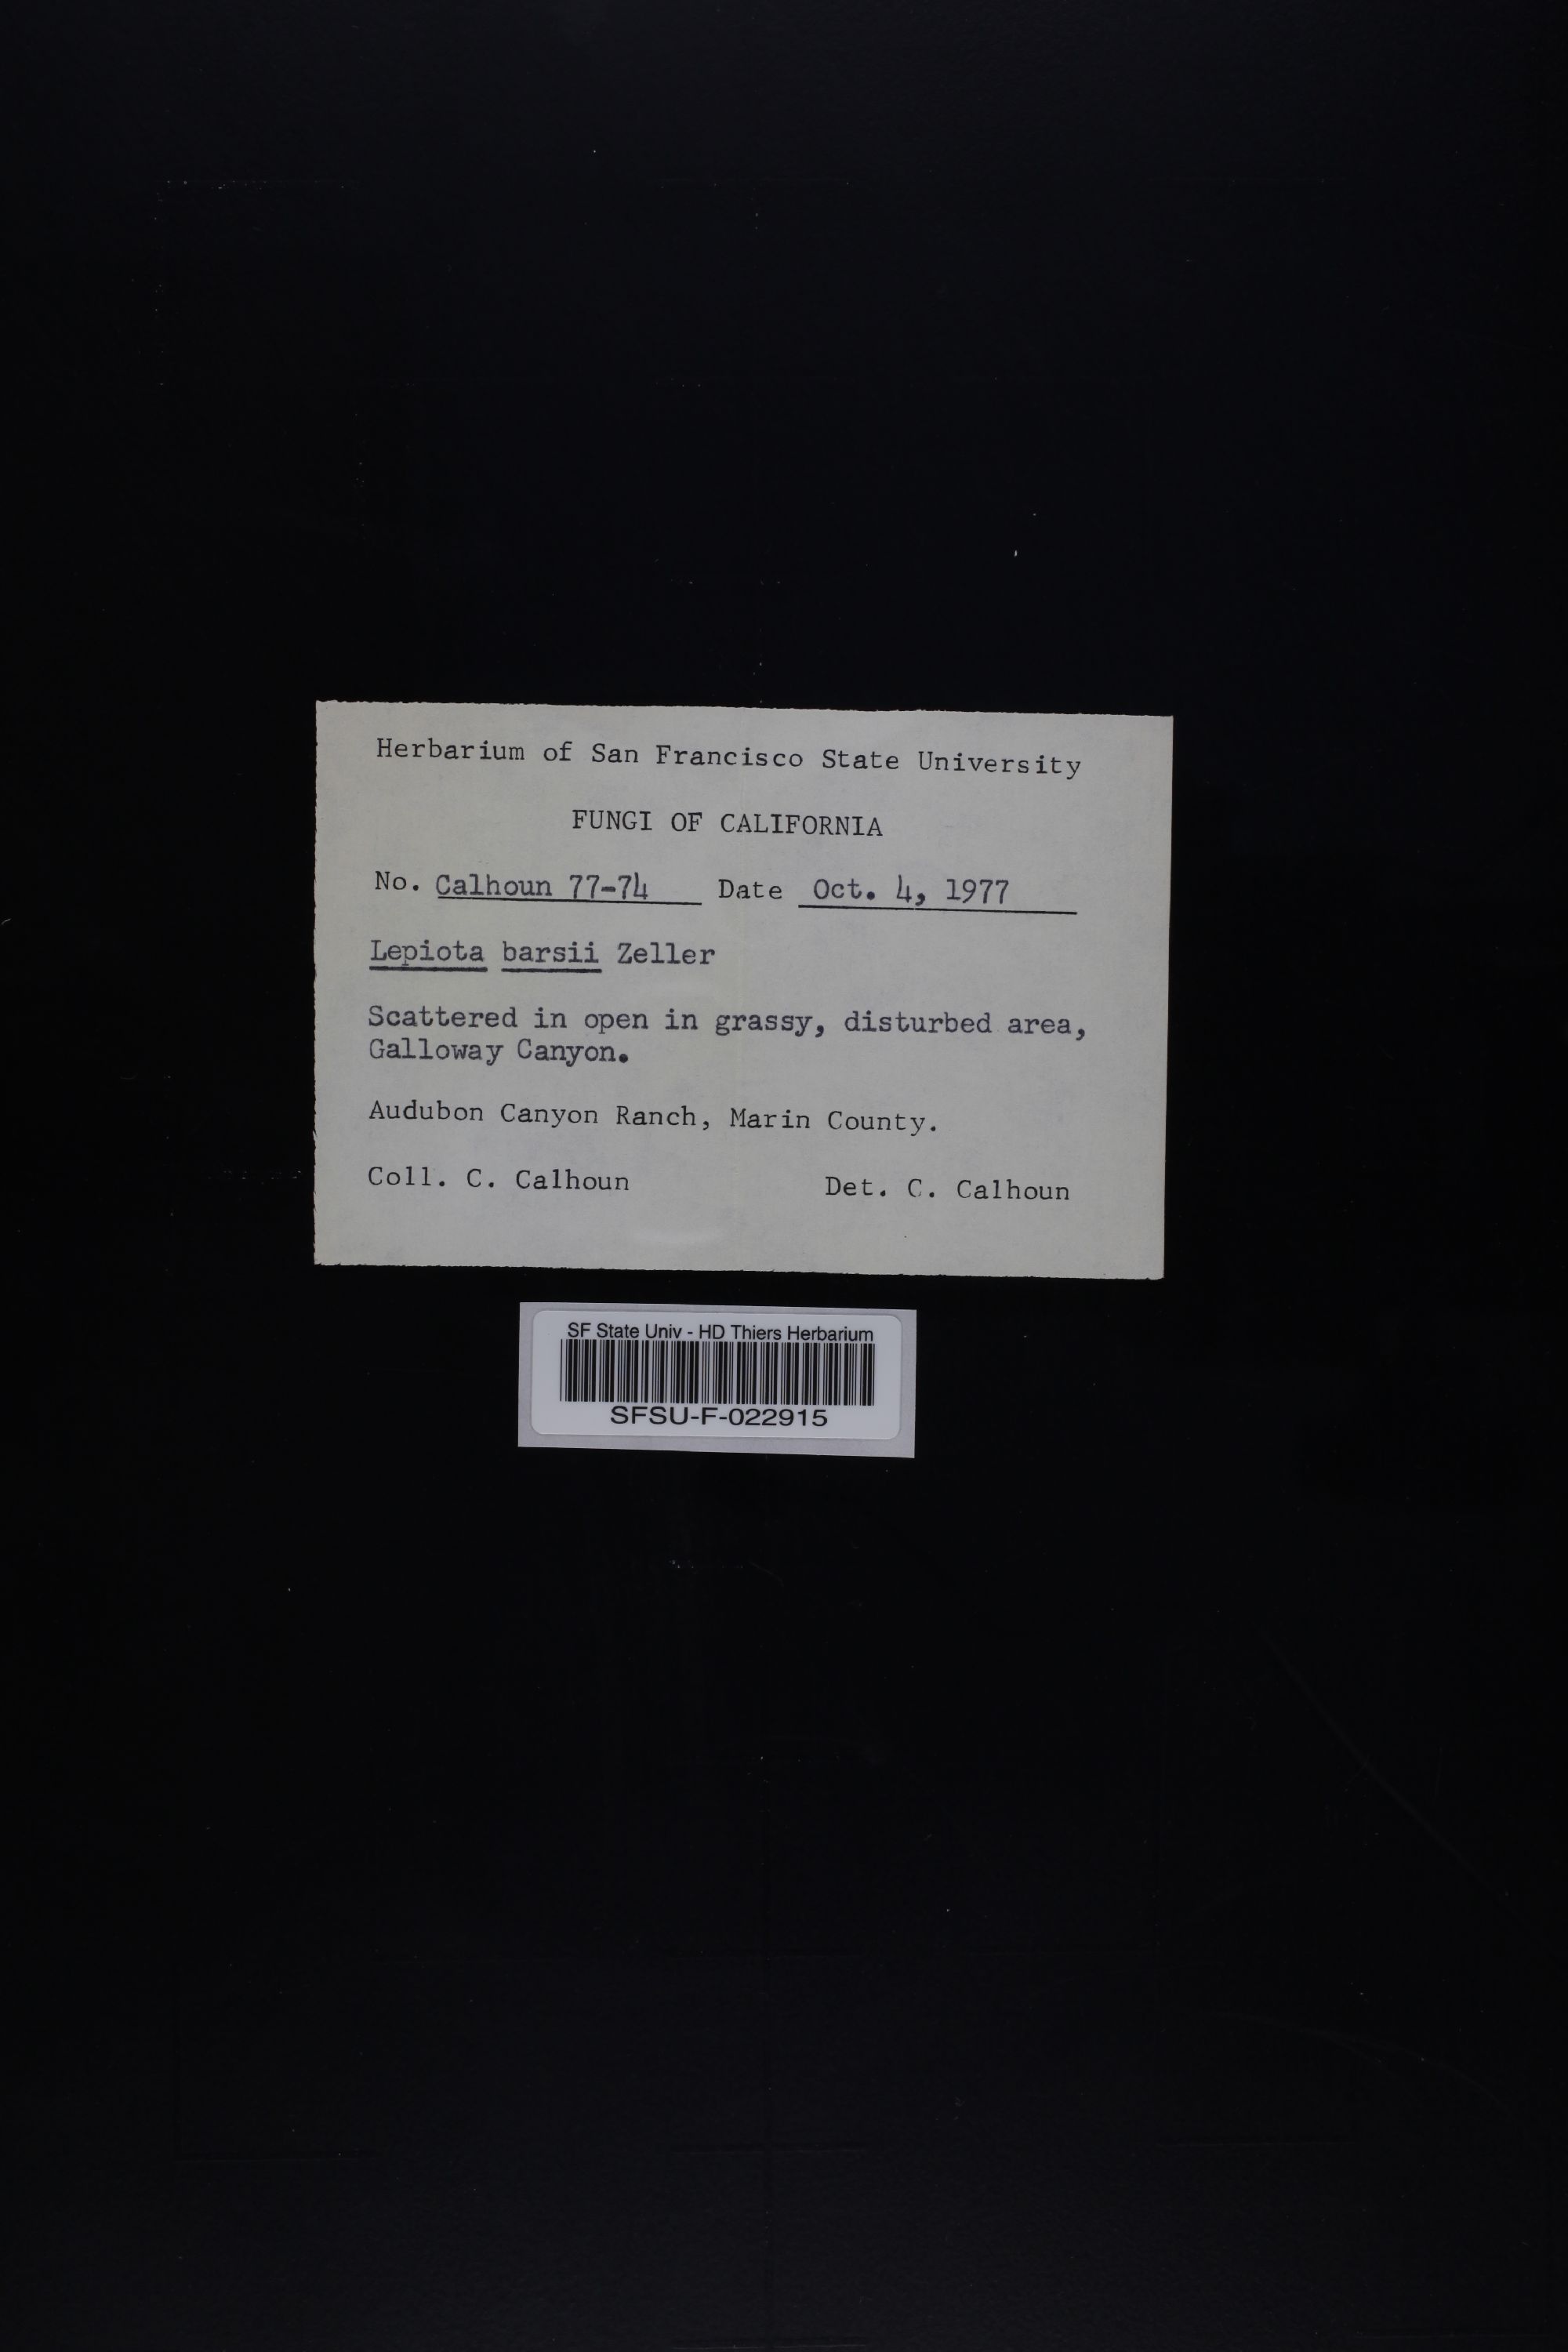 Herbarium of San Francisco State University
FUNGI OF CALIFORNIA
No. Calhoun 77-74 Date Oct. 4, 1977
Lepiota barsii Zeller
Scattered in open in grassy, disturbed area,
Galloway Canyon.
Audubon Canyon Ranch, Marin County.
Coll. C. Calhoun Det. C. Calhoun
SF State Univ - HD Thiers Herbarium
SFSU-F-022915